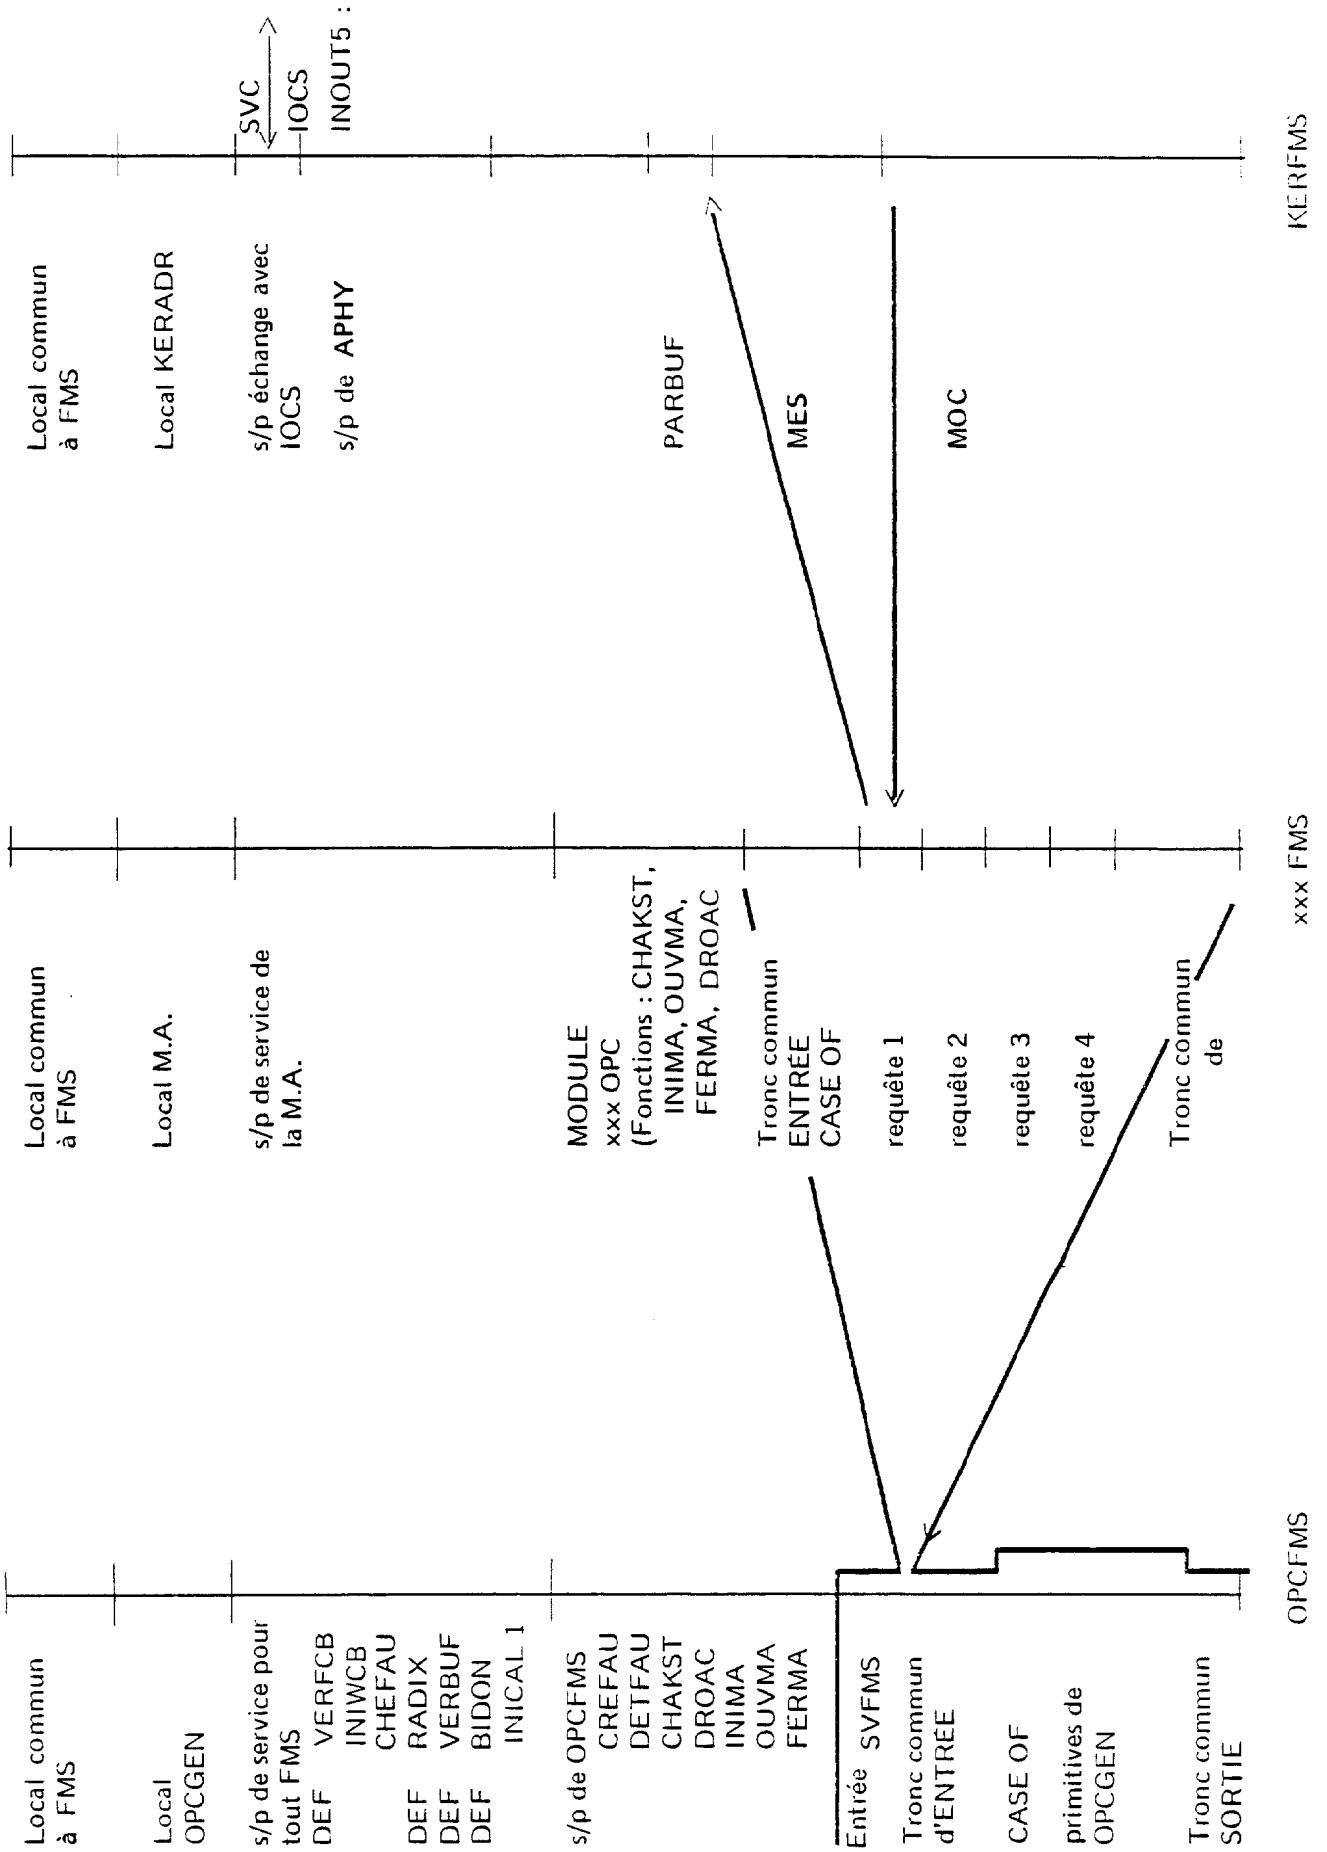 Local commun
à FMS
Local
OPCGEN
s/p de service pour
tout FMS
DEF VERFCB
INIWCB
CHEFAU
DEF RADIX
DEF VERBUF
DEF BIDON
INICAL1
s/p de OPCFMS
CREFAU
DETFAU
CHAKST
DROAC
INIMA
OUVMA
FERMA
Entrée SVFMS
Tronc commun
d'ENTRÉE
CASE OF
primitives de
OPCGEN
Tronc commun
SORTIE
OPCFMS
Local commun
à FMS
Local M.A.
s/p de service de
la M.A.
MODULE
xxx OPC
(Fonctions : CHAKST,
INIMA, OUVMA,
FERMA, DROAC
Tronc commun
ENTRÉE
CASE OF
requête 1
requête 2
requête 3
requête 4
Tronc commun
de
xxx FMS
Local commun
à FMS
Local KERADR
s/p échange avec
IOCS
s/p de APHY
PARBUF
MES
MOC
SVC
IOCS
INOUT5 :
KERFMS